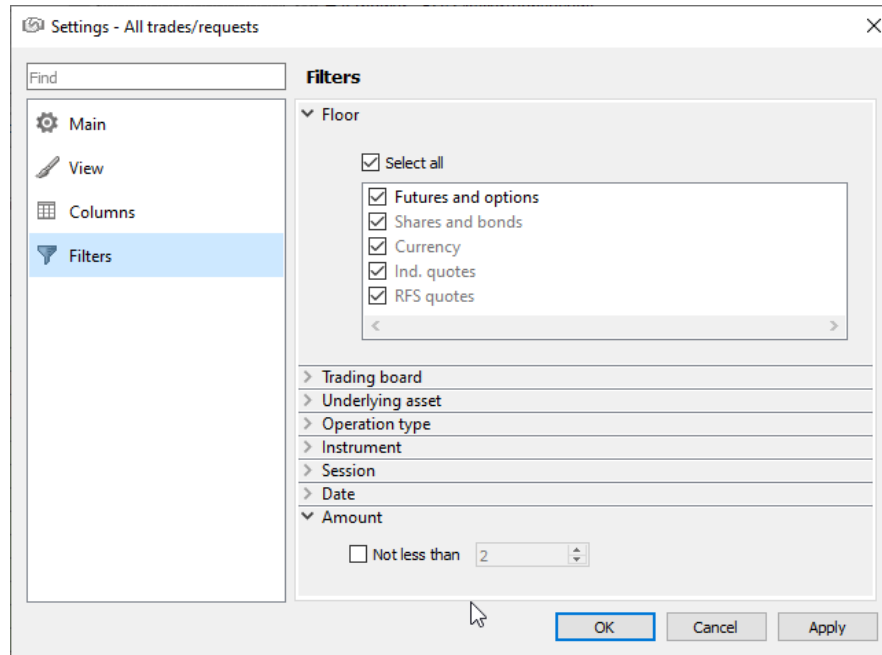 Settings - All trades/requests
Find
Main
View
Columns
Filters
Filters
Floor
Select all
Futures and options
Shares and bonds
Currency
Ind. quotes
RFS quotes
Trading board
Underlying asset
Operation type
Instrument
Session
Date
Amount
Not less than 2
OK Cancel Apply